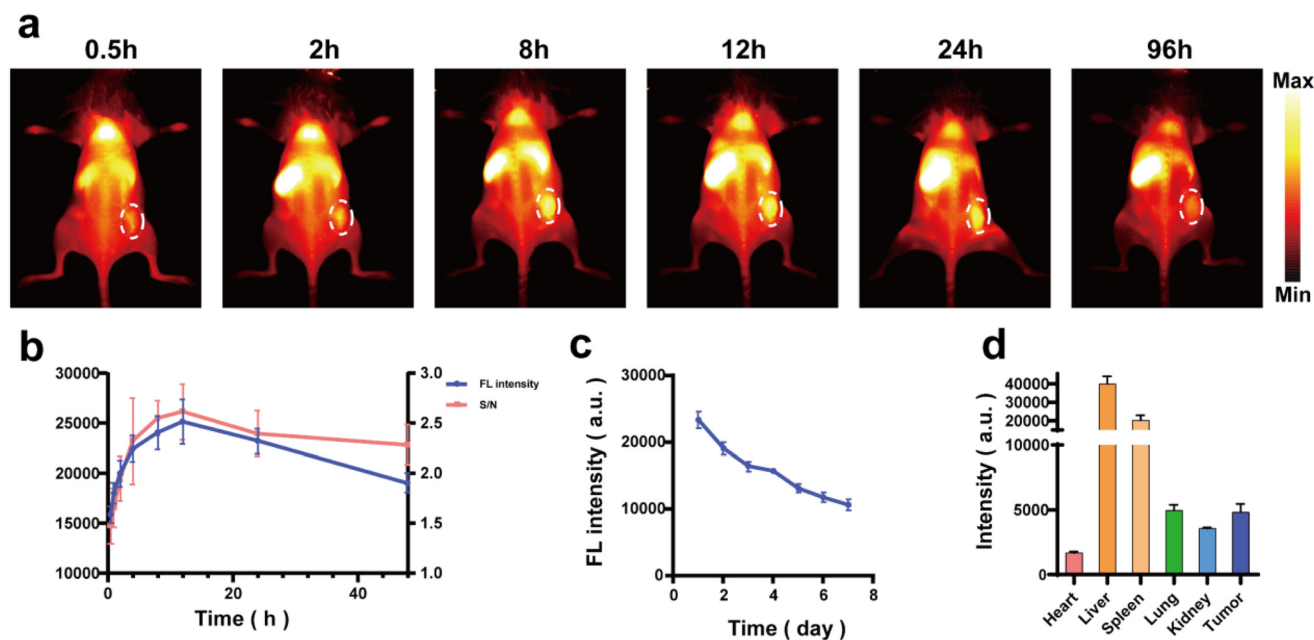 a
0.5h 2h 8h 12h 24h 96h
Max
Min
b
30000
25000
20000
15000
10000
3.0
2.5
2.0
1.5
1.0
0 20 40
Time ( h )
FL intensity
S/N
c
FL intensity ( a.u. )
30000
20000
10000
0
0 2 4 6 8
Time ( day )
d
Intensity ( a.u. )
40000
30000
20000
10000
5000
0
Heart Liver Spleen Lung Kidney Tumor